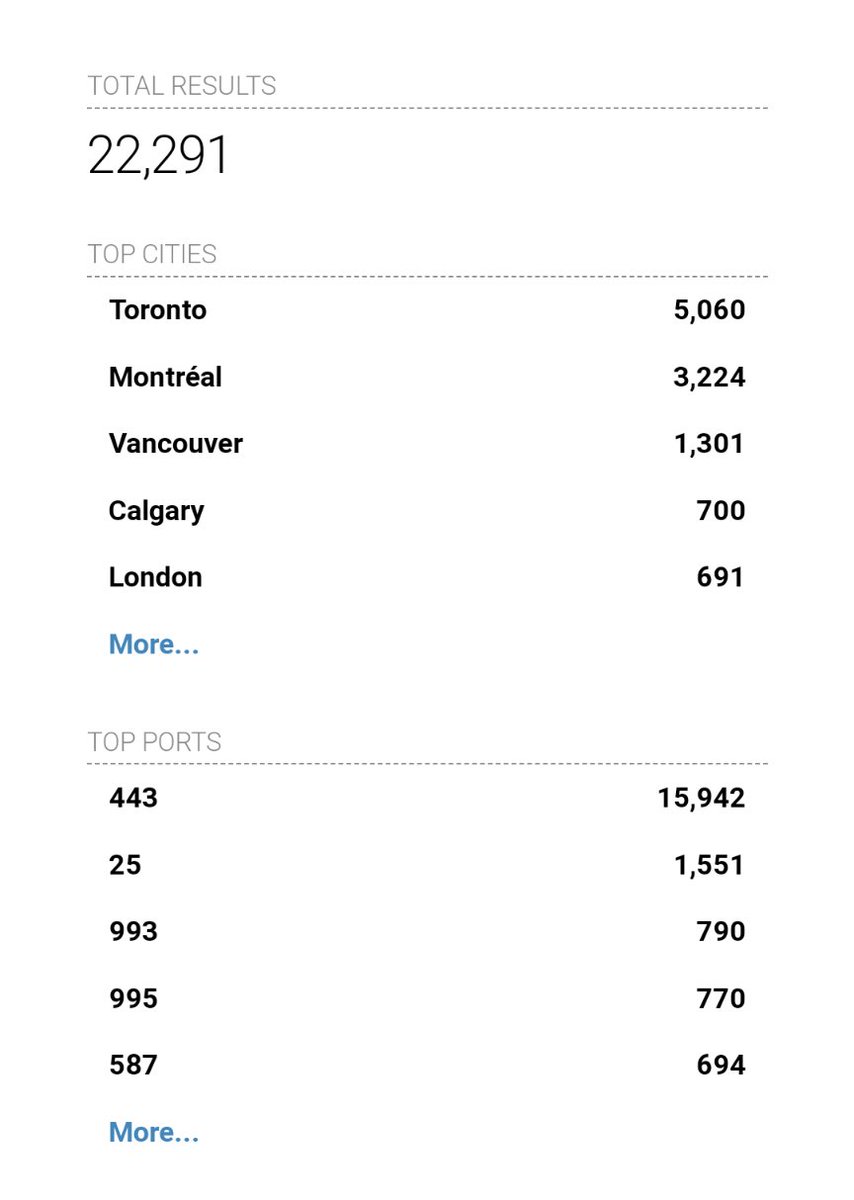 TOTAL RESULTS
22,291
TOP CITIES
Toronto 5,060
Montréal 3,224
Vancouver 1,301
Calgary 700
London 691
More...
TOP PORTS
443 15,942
25 1,551
993 790
995 770
587 694
More...